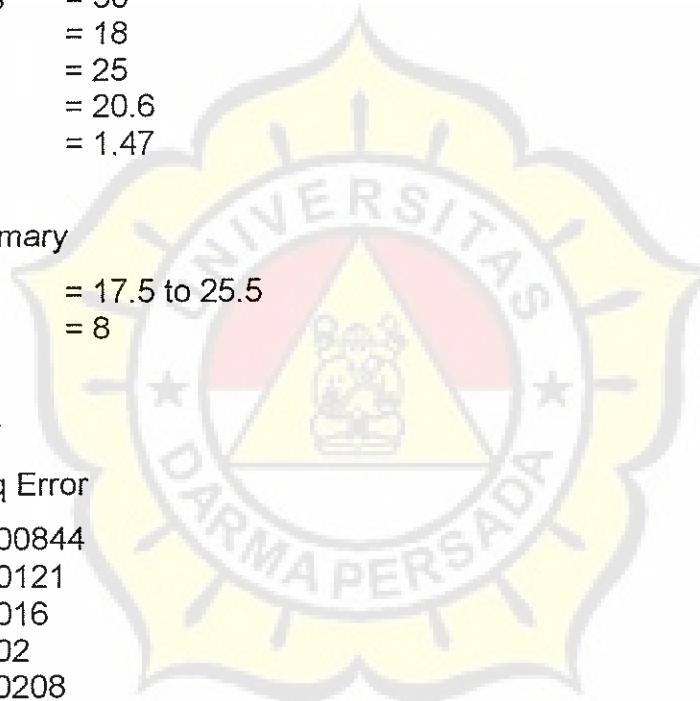 = 18
= 25
= 20.6
= 1.47
mary
= 17.5 to 25.5
= 8
q Error
00844
0121
016
02
0208
UNIVERSITAS
DARMA PERSADA